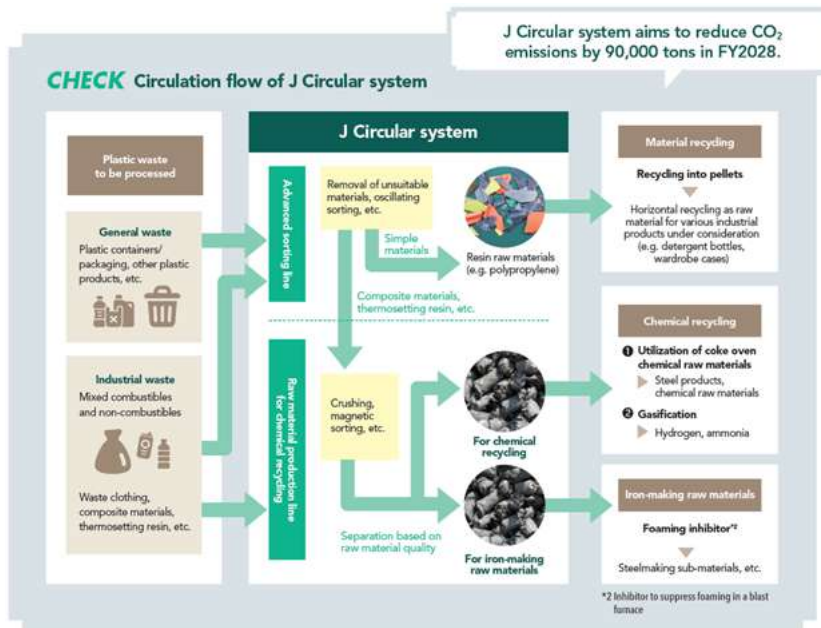 J Circular system aims to reduce CO₂
emissions by 90,000 tons in FY2028.
CHECK Circulation flow of J Circular system
Plastic waste
to be processed
General waste
Plastic containers/
packaging, other plastic
products, etc.
Industrial waste
Mixed combustibles
and non-combustibles
Waste clothing,
composite materials,
thermosetting resin, etc.
J Circular system
Advanced sorting line
Removal of unsuitable
materials, oscillating
sorting, etc.
Simple
materials
Resin raw materials
(e.g. polypropylene)
Composite materials,
thermosetting resin, etc.
Raw material production line
for chemical recycling
Crushing,
magnetic
sorting, etc.
For chemical
recycling
Separation based on
raw material quality
For iron-making
raw materials
Material recycling
Recycling into pellets
Horizontal recycling as raw
material for various industrial
products under consideration
(e.g. detergent bottles,
wardrobe cases)
Chemical recycling
❶ Utilization of coke oven
chemical raw materials
Steel products,
chemical raw materials
❷ Gasification
Hydrogen, ammonia
Iron-making raw materials
Foaming inhibitor*2
Steelmaking sub-materials, etc.
*2 Inhibitor to suppress foaming in a blast
furnace